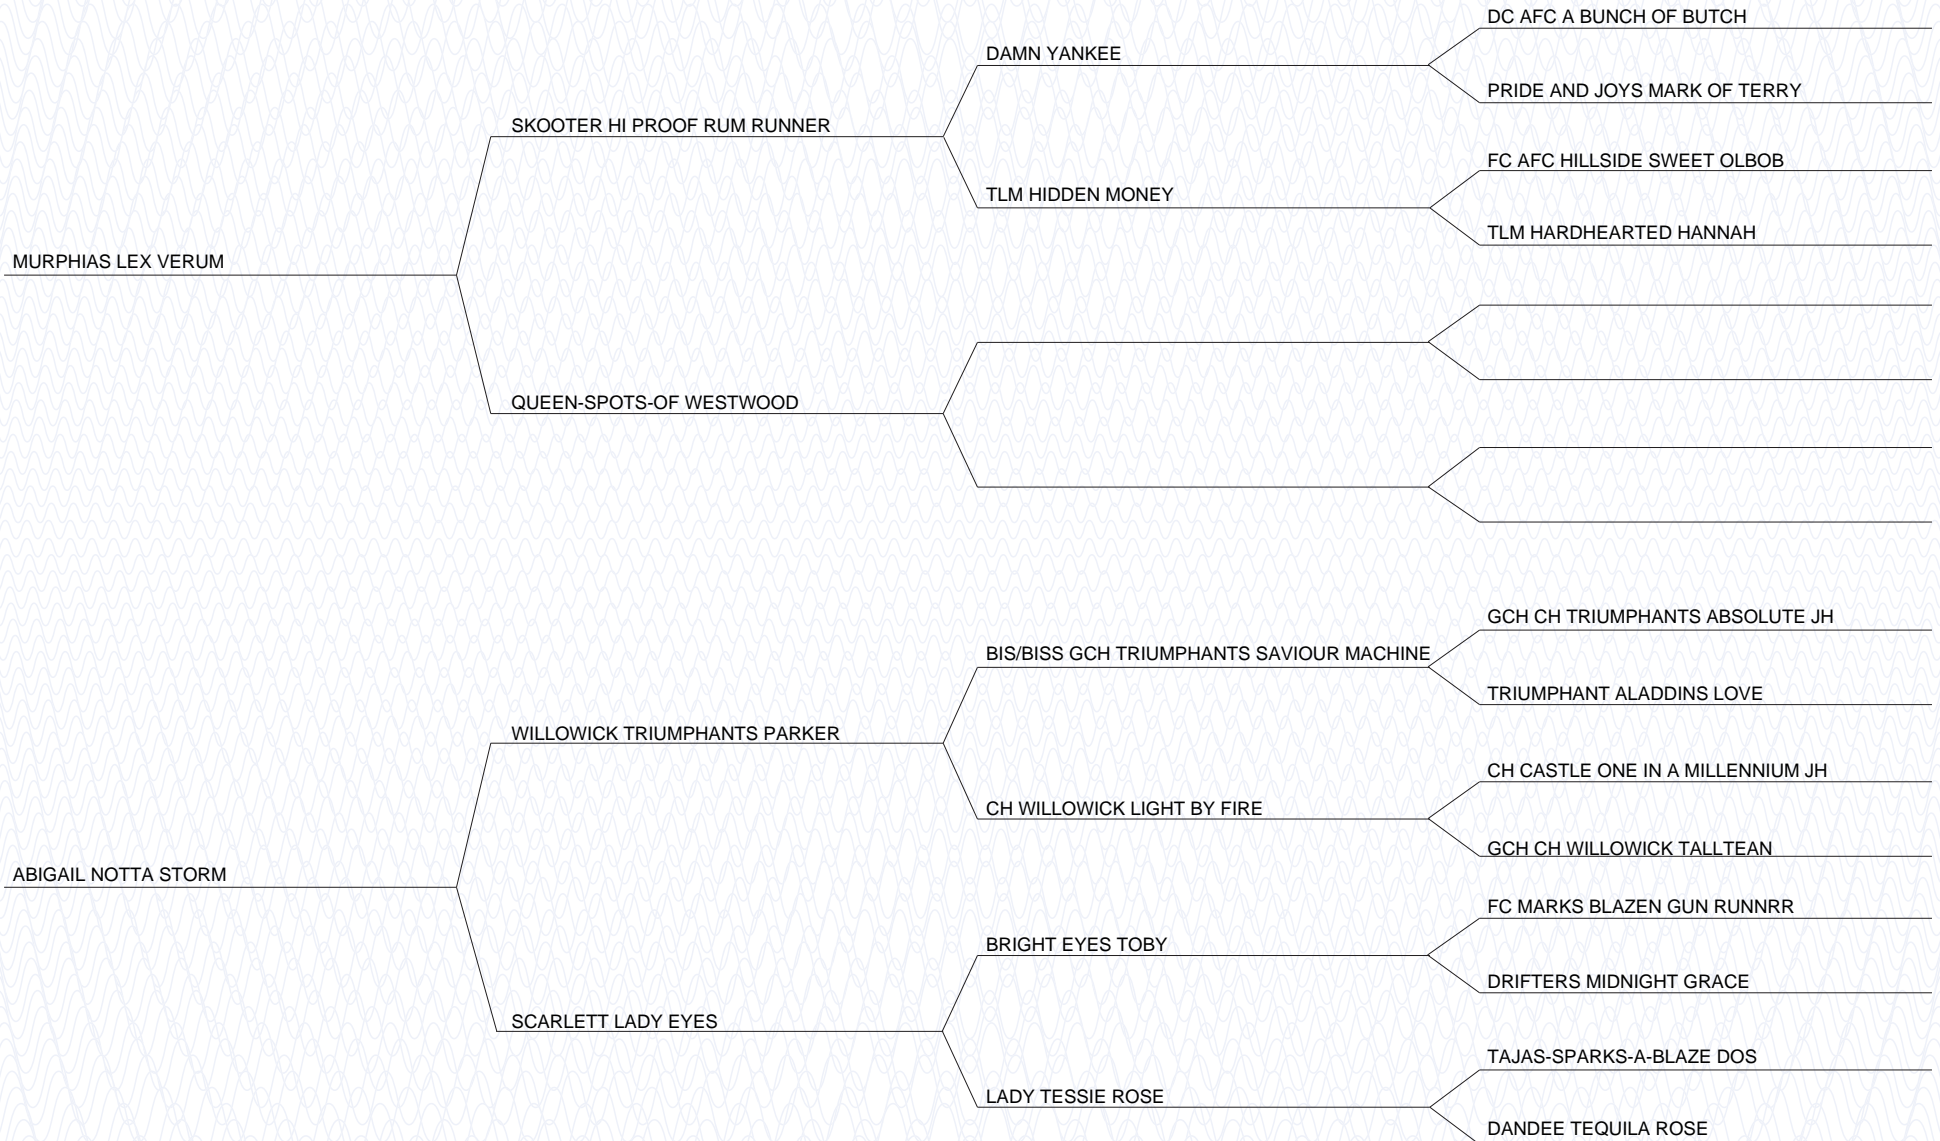 DC AFC A BUNCH OF BUTCH
DAMN YANKEE
PRIDE AND JOYS MARK OF TERRY
SKOOTER HI PROOF RUM RUNNER
FC AFC HILLSIDE SWEET OLBOB
TLM HIDDEN MONEY
TLM HARDHEARTED HANNAH
MURPHIAS LEX VERUM
QUEEN-SPOTS-OF WESTWOOD
GCH CH TRIUMPHANTS ABSOLUTE JH
BIS/BISS GCH TRIUMPHANTS SAVIOUR MACHINE
TRIUMPHANT ALADDINS LOVE
WILLOWICK TRIUMPHANTS PARKER
CH CASTLE ONE IN A MILLENNIUM JH
CH WILLOWICK LIGHT BY FIRE
GCH CH WILLOWICK TALLTEAN
ABIGAIL NOTTA STORM
FC MARKS BLAZEN GUN RUNNRR
BRIGHT EYES TOBY
DRIFTERS MIDNIGHT GRACE
SCARLETT LADY EYES
TAJAS-SPARKS-A-BLAZE DOS
LADY TESSIE ROSE
DANDEE TEQUILA ROSE